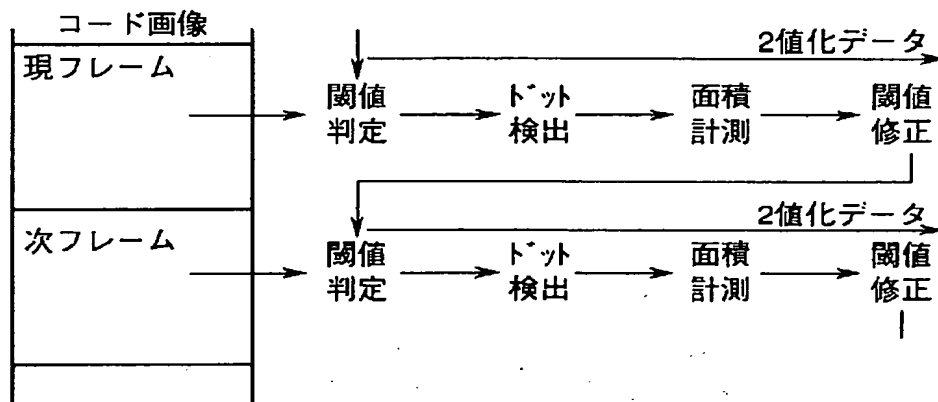 コード画像
現フレーム
2値化データ
閾値
判定
ドット
検出
面積
計測
閾値
修正
次フレーム
2値化データ
閾値
判定
ドット
検出
面積
計測
閾値
修正